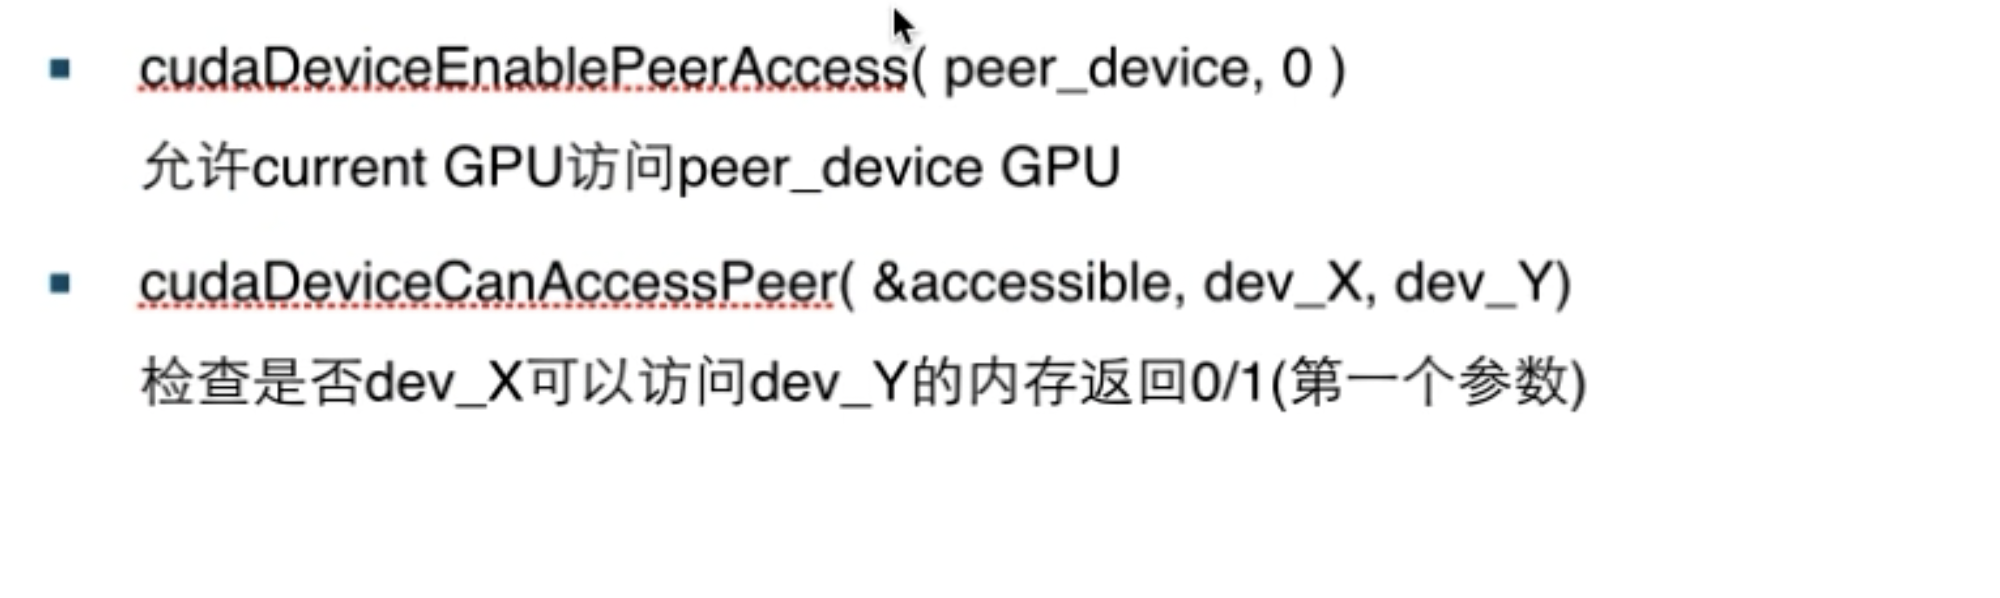 cudaDeviceEnablePeerAccess( peer_device, 0 )
允许current GPU访问peer_device GPU
cudaDeviceCanAccessPeer( &accessible, dev_X, dev_Y)
检查是否dev_X可以访问dev_Y的内存返回0/1(第一个参数)